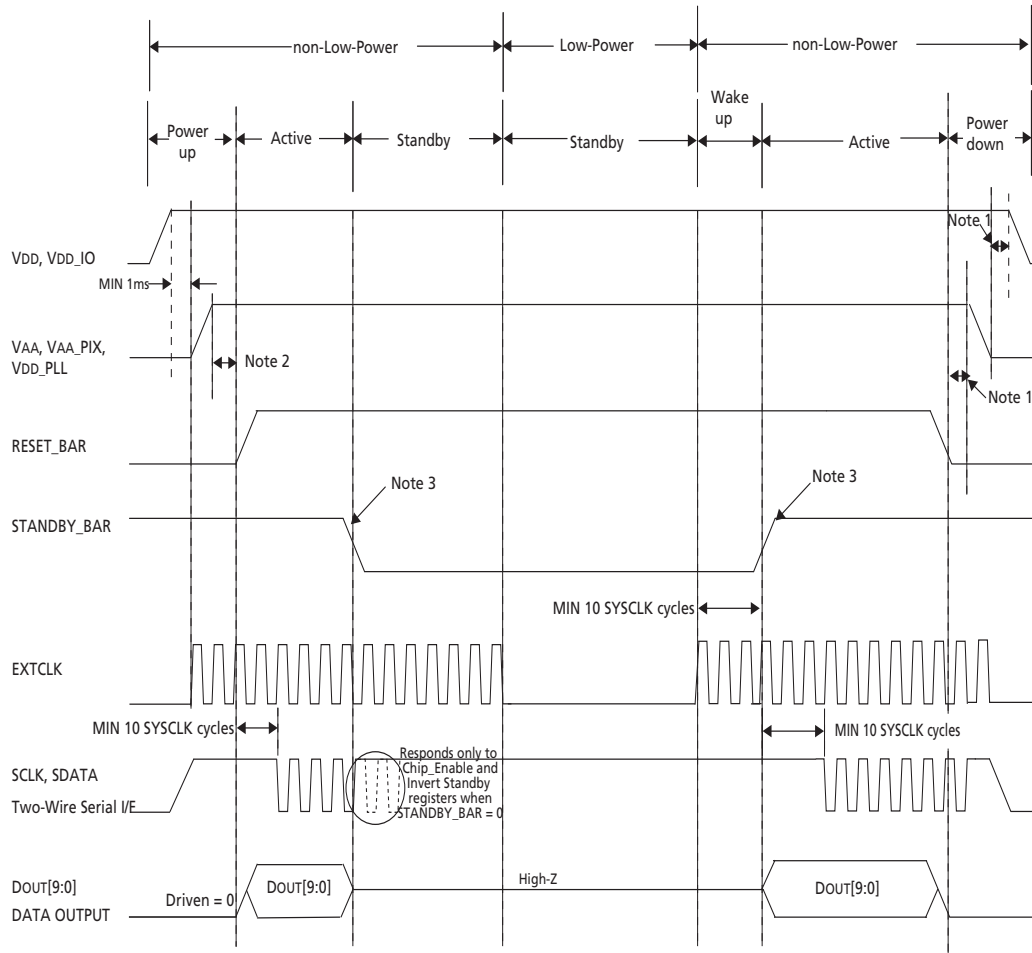 non-Low-Power
Low-Power
non-Low-Power
Power
up
Active
Standby
Standby
Wake
up
Active
Power
down
Note 1
VDD, VDD_IO
MIN 1ms
VAA, VAA_PIX,
VDD_PLL
Note 2
Note 1
RESET_BAR
Note 3
Note 3
STANDBY_BAR
MIN 10 SYSCLK cycles
EXTCLK
MIN 10 SYSCLK cycles
MIN 10 SYSCLK cycles
SCLK, SDATA
Two-Wire Serial I/F
Responds only to
Chip_Enable and
Invert Standby
registers when
STANDBY_BAR = 0
DOUT[9:0]
DATA OUTPUT
Driven = 0
DOUT[9:0]
High-Z
DOUT[9:0]